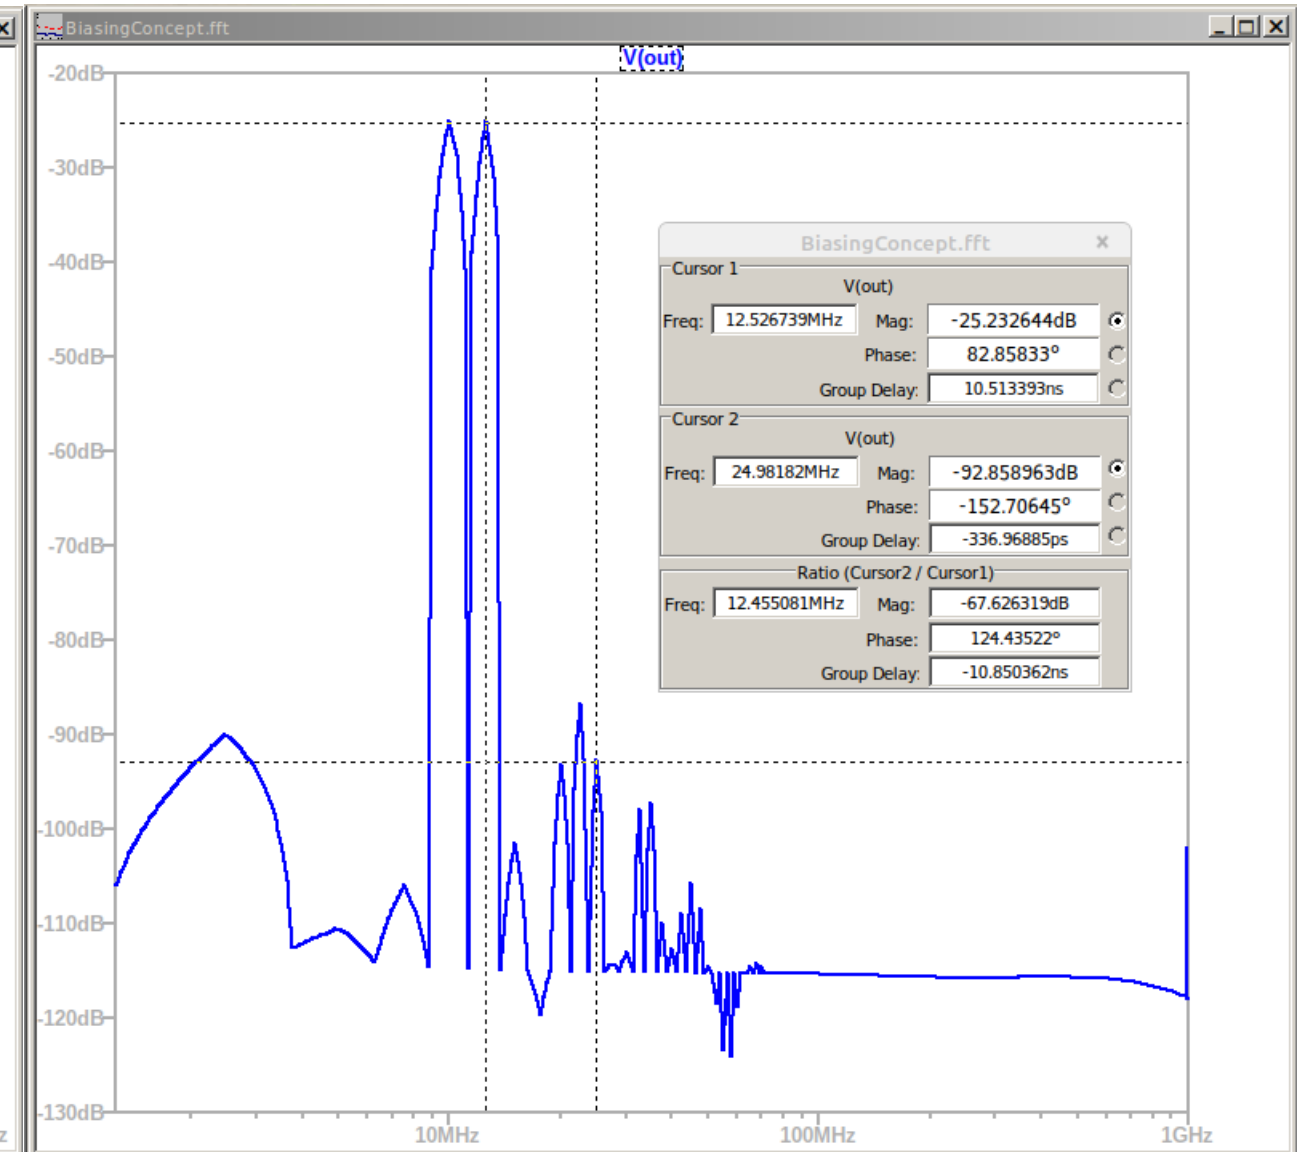 BiasingConcept.fft
V(out)
-20dB
-30dB
-40dB
-50dB
-60dB
-70dB
-80dB
-90dB
-100dB
-110dB
-120dB
-130dB
z
10MHz
100MHz
1GHz
BiasingConcept.fft
Cursor 1
V(out)
Freq: 12.526739MHz Mag: -25.232644dB
Phase: 82.85833º
Group Delay: 10.513393ns
Cursor 2
V(out)
Freq: 24.98182MHz Mag: -92.858963dB
Phase: -152.70645º
Group Delay: -336.96885ps
Ratio (Cursor2 / Cursor1)
Freq: 12.455081MHz Mag: -67.626319dB
Phase: 124.43522º
Group Delay: -10.850362ns